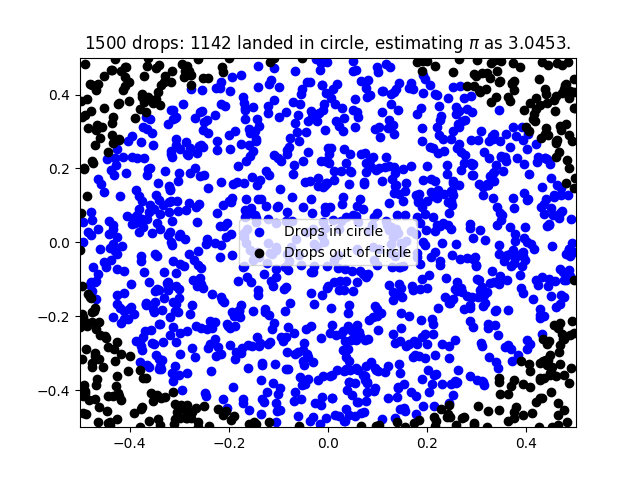 1500 drops: 1142 landed in circle, estimating π as 3.0453.
0.4
0.2
0.0
−0.2
−0.4
Drops in circle
Drops out of circle
−0.4 −0.2 0.0 0.2 0.4